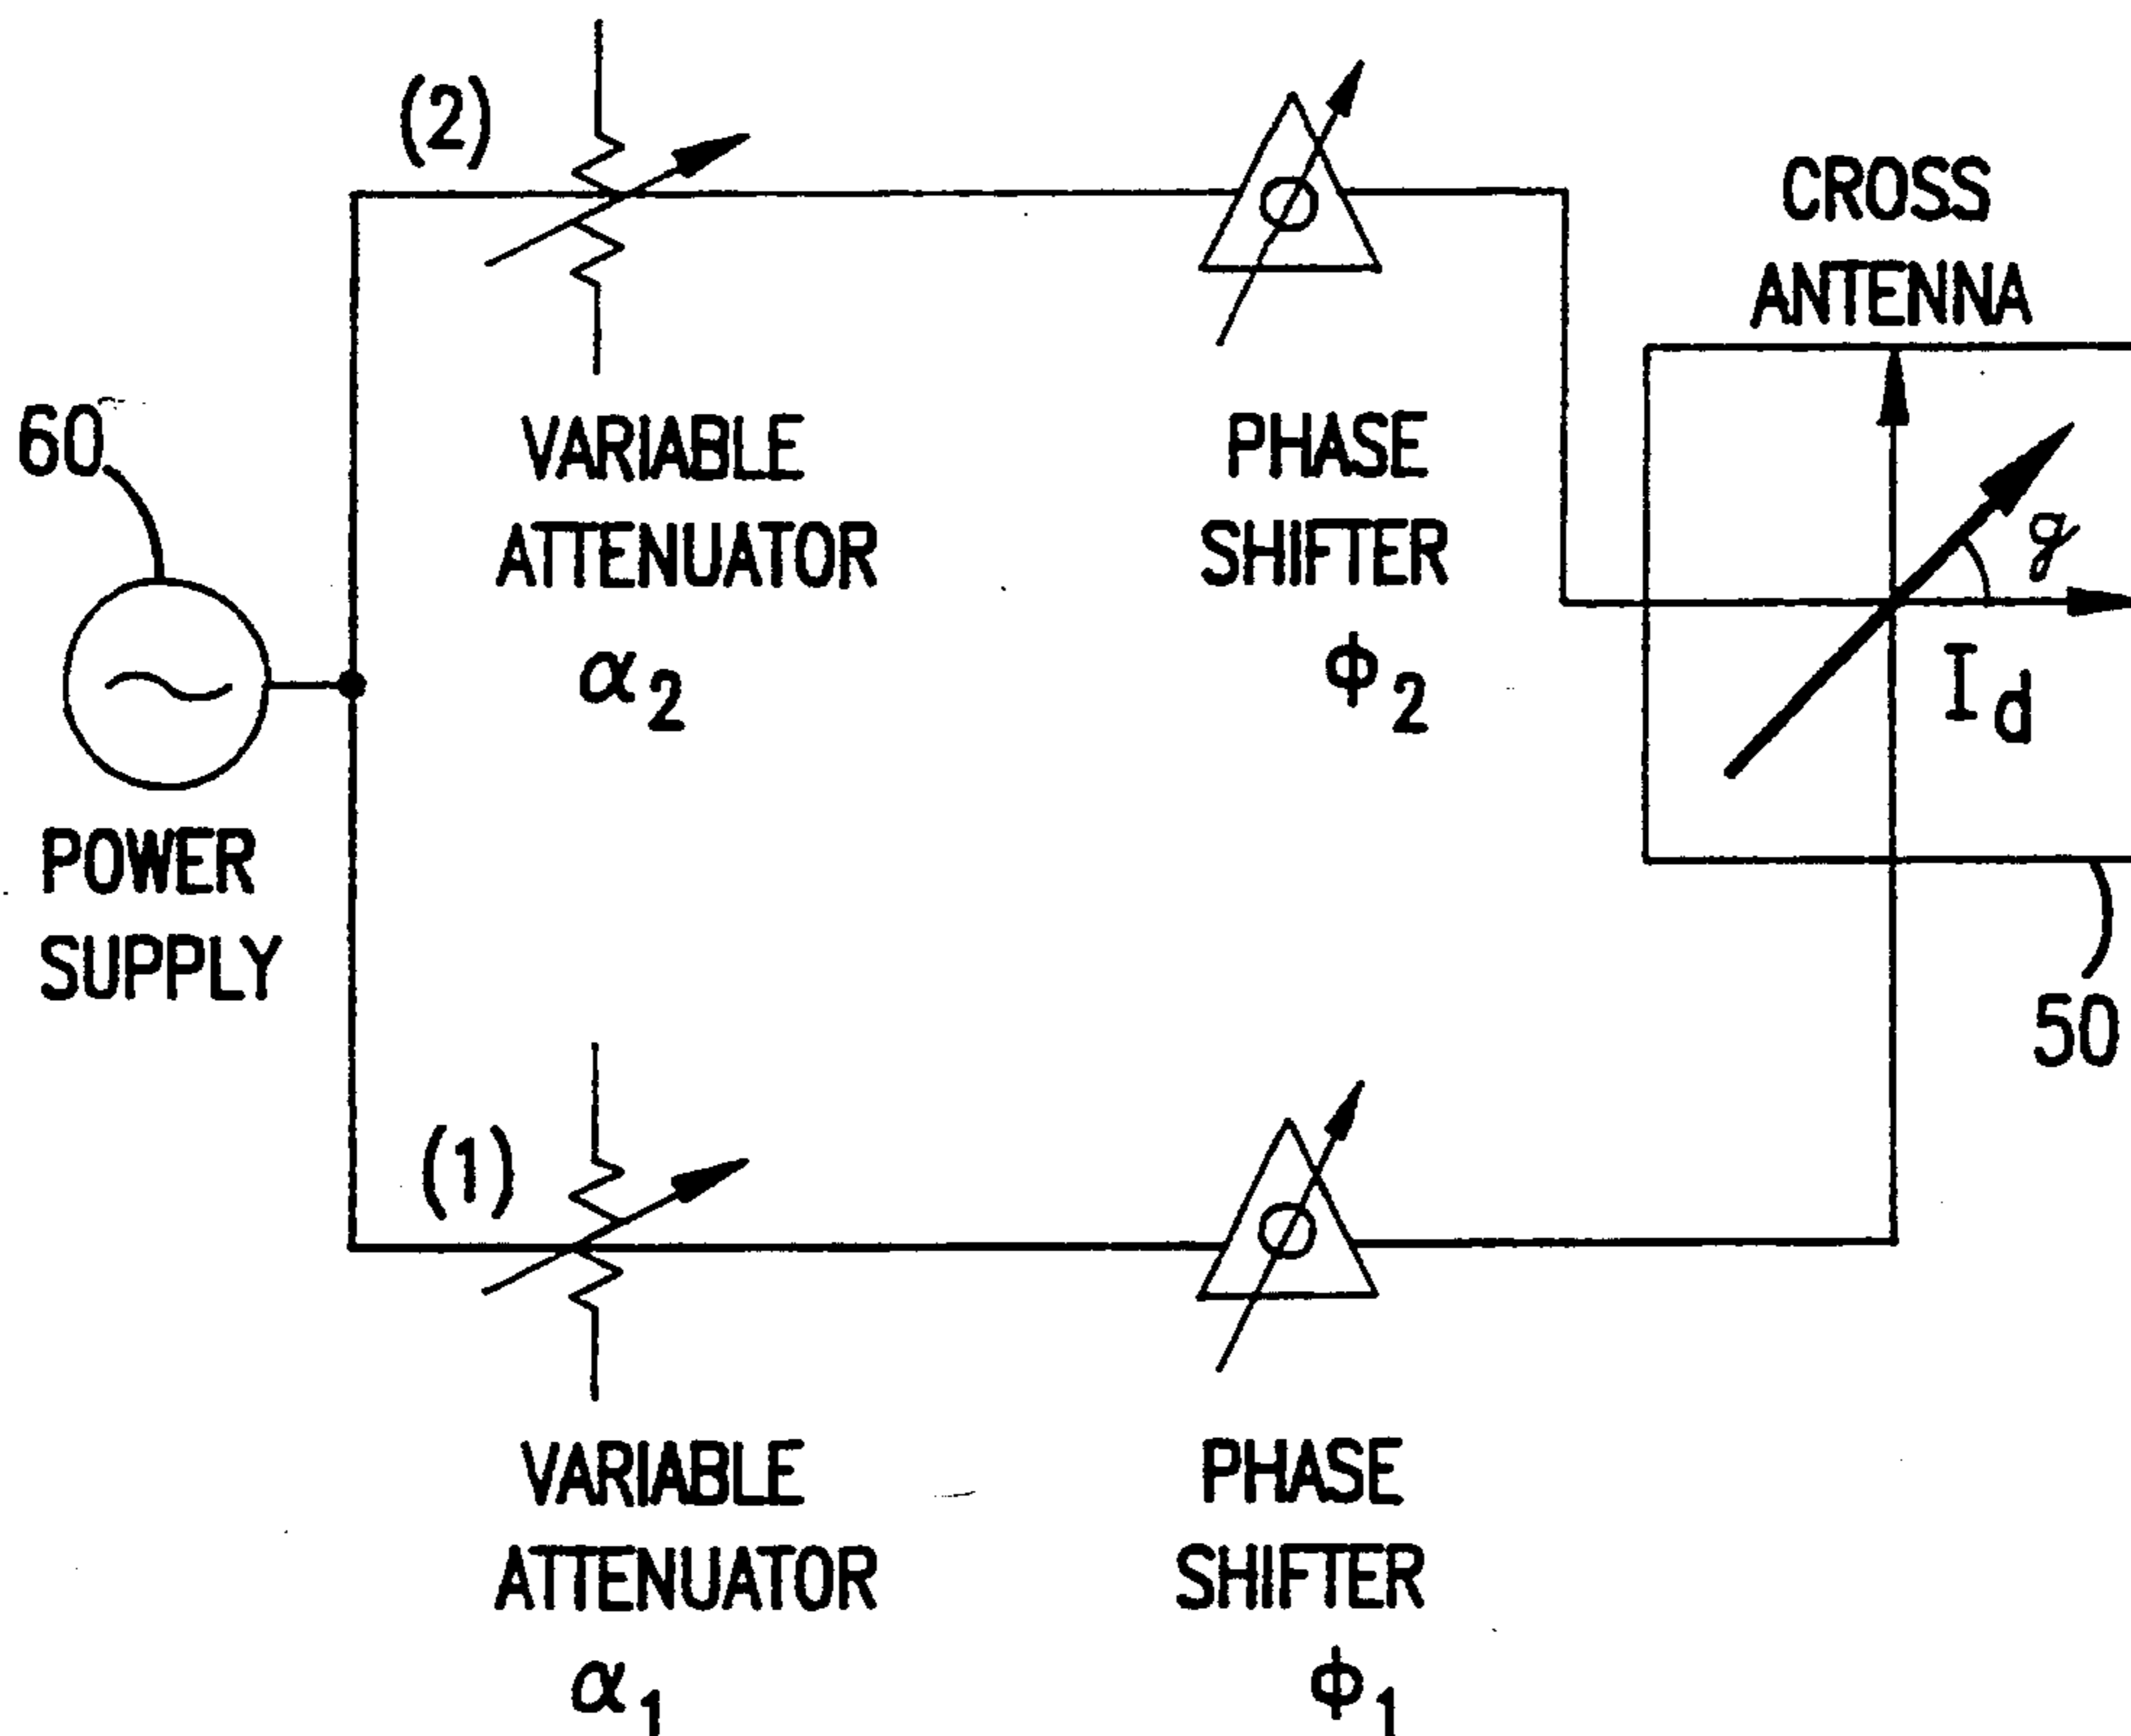 (2)
CROSS
ANTENNA
60
VARIABLE
ATTENUATOR
α2
PHASE
SHIFTER
ϕ2
Id
POWER
SUPPLY
50
(1)
VARIABLE
ATTENUATOR
α1
PHASE
SHIFTER
ϕ1